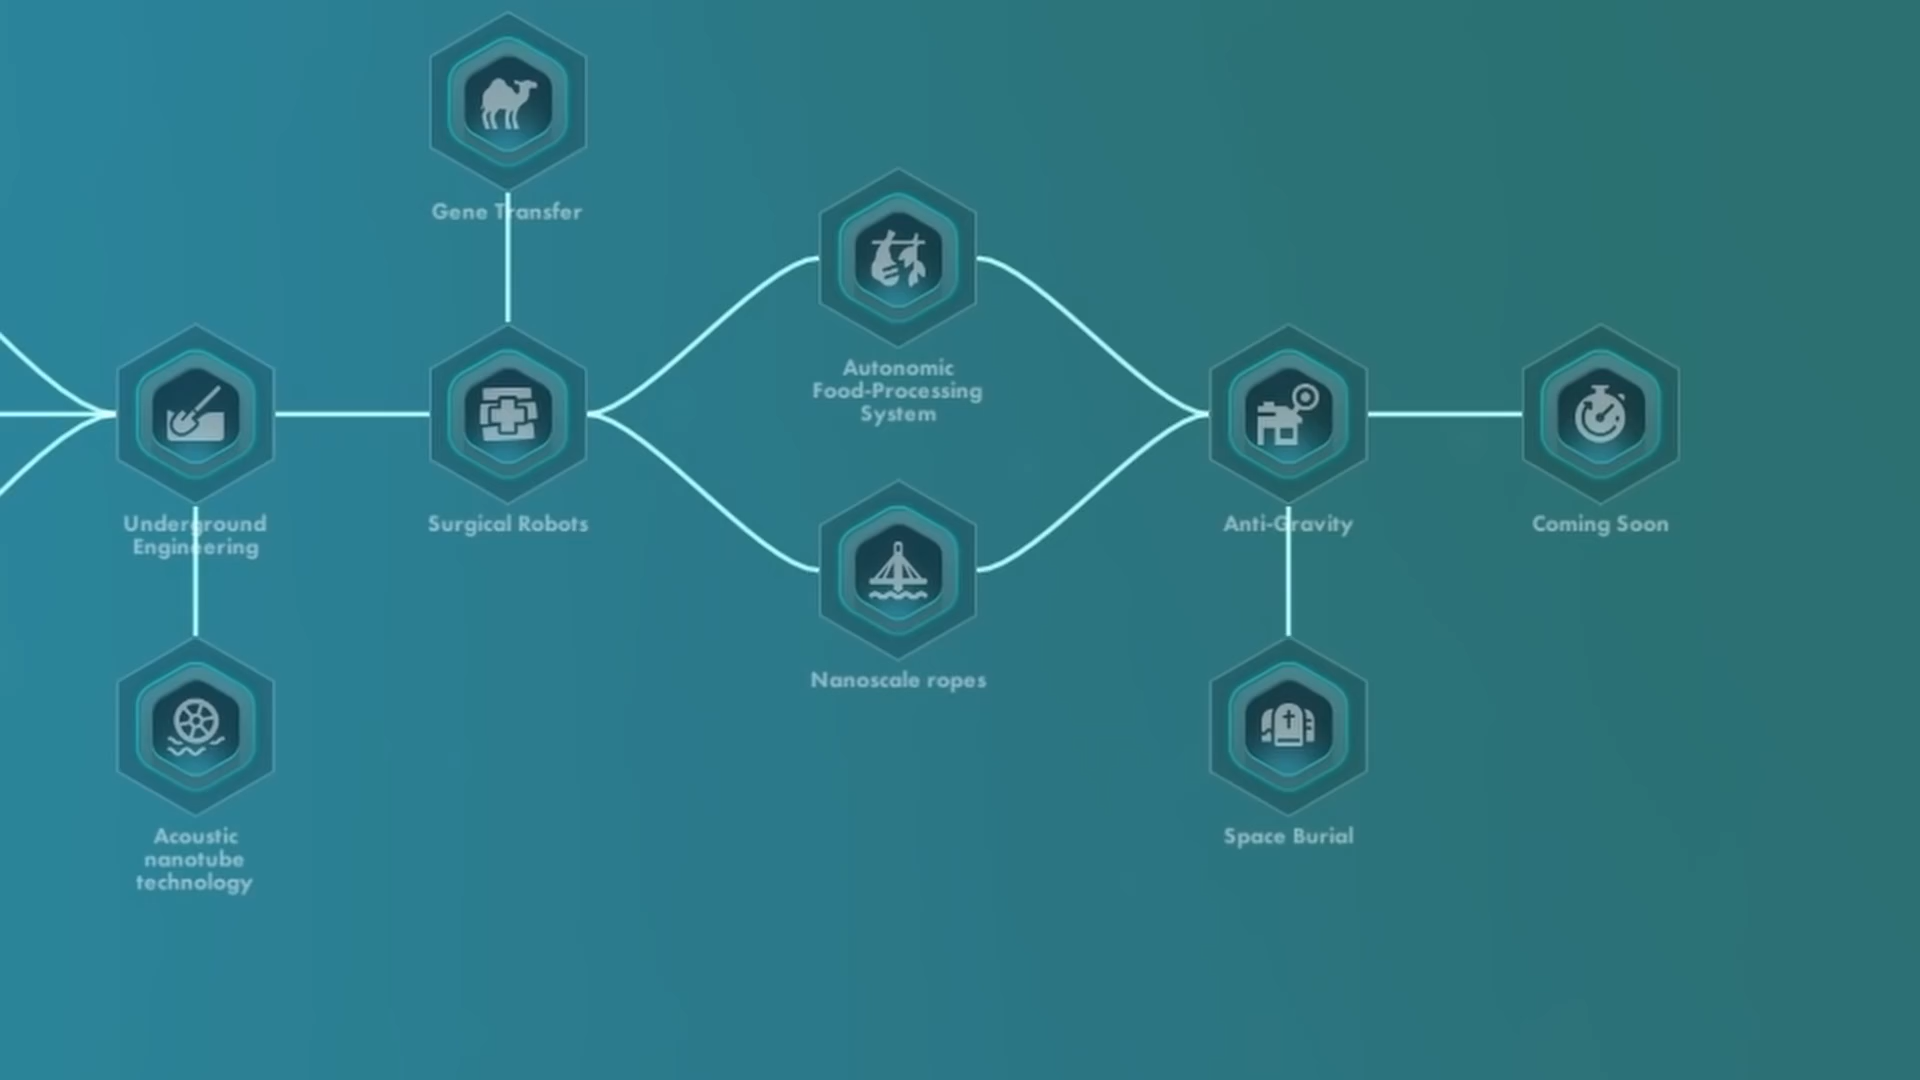 Gene Transfer
Autonomic
Food-Processing
System
Underground
Engineering
Surgical Robots
Anti-Gravity
Coming Soon
Nanoscale ropes
Acoustic
nanotube
technology
Space Burial